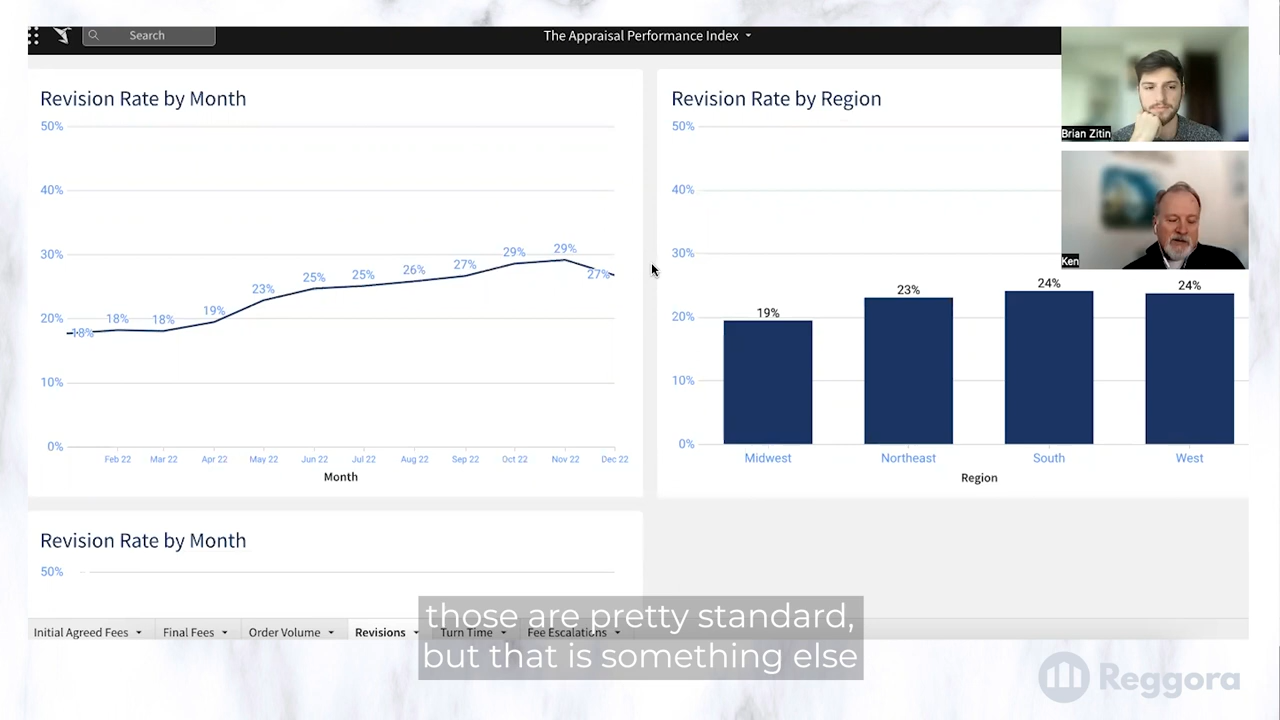 Search
The Appraisal Performance Index
Revision Rate by Month
50%
40%
30%
20%
10%
0%
18%
18%
18%
19%
23%
25%
25%
26%
27%
29%
29%
27%
Feb 22
Mar 22
Apr 22
May 22
Jun 22
Jul 22
Aug 22
Sep 22
Oct 22
Nov 22
Dec 22
Month
Revision Rate by Region
50%
40%
30%
20%
10%
0%
19%
23%
24%
24%
Midwest
Northeast
South
West
Region
Brian Zitin
Ken
Revision Rate by Month
50%
Initial Agreed Fees
Final Fees
Order Volume
Revisions
Turn Time
Fee Escalations
those are pretty standard,
but that is something else
Reggora